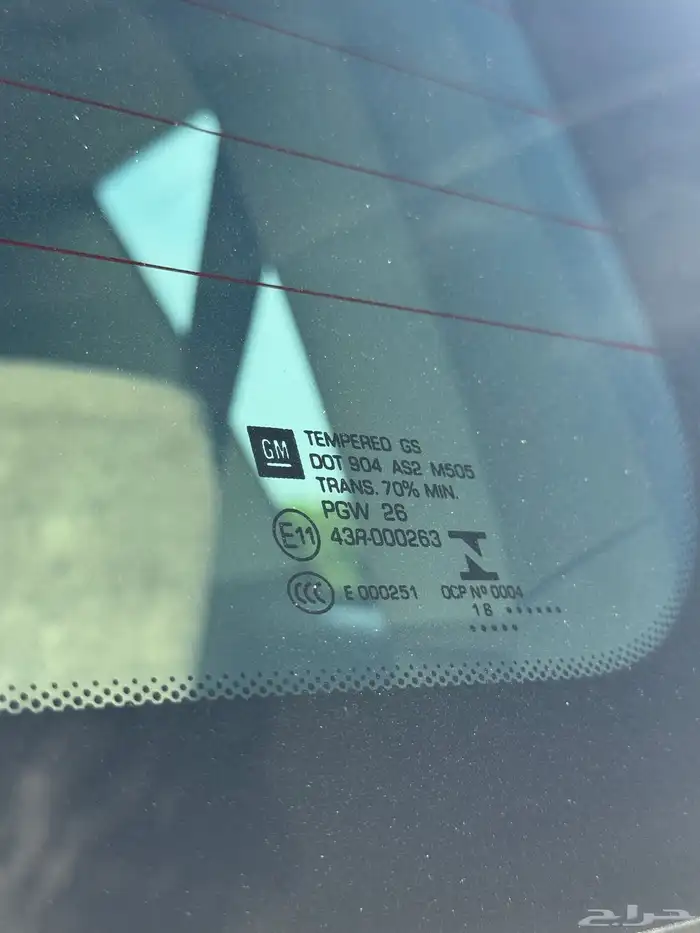 GM
TEMPERED GS
DOT 904 AS2 M505
TRANS. 70% MIN.
PGW 26
E11 43R-000263
CCC E 000251
OCP Nº 0004
18
حراج